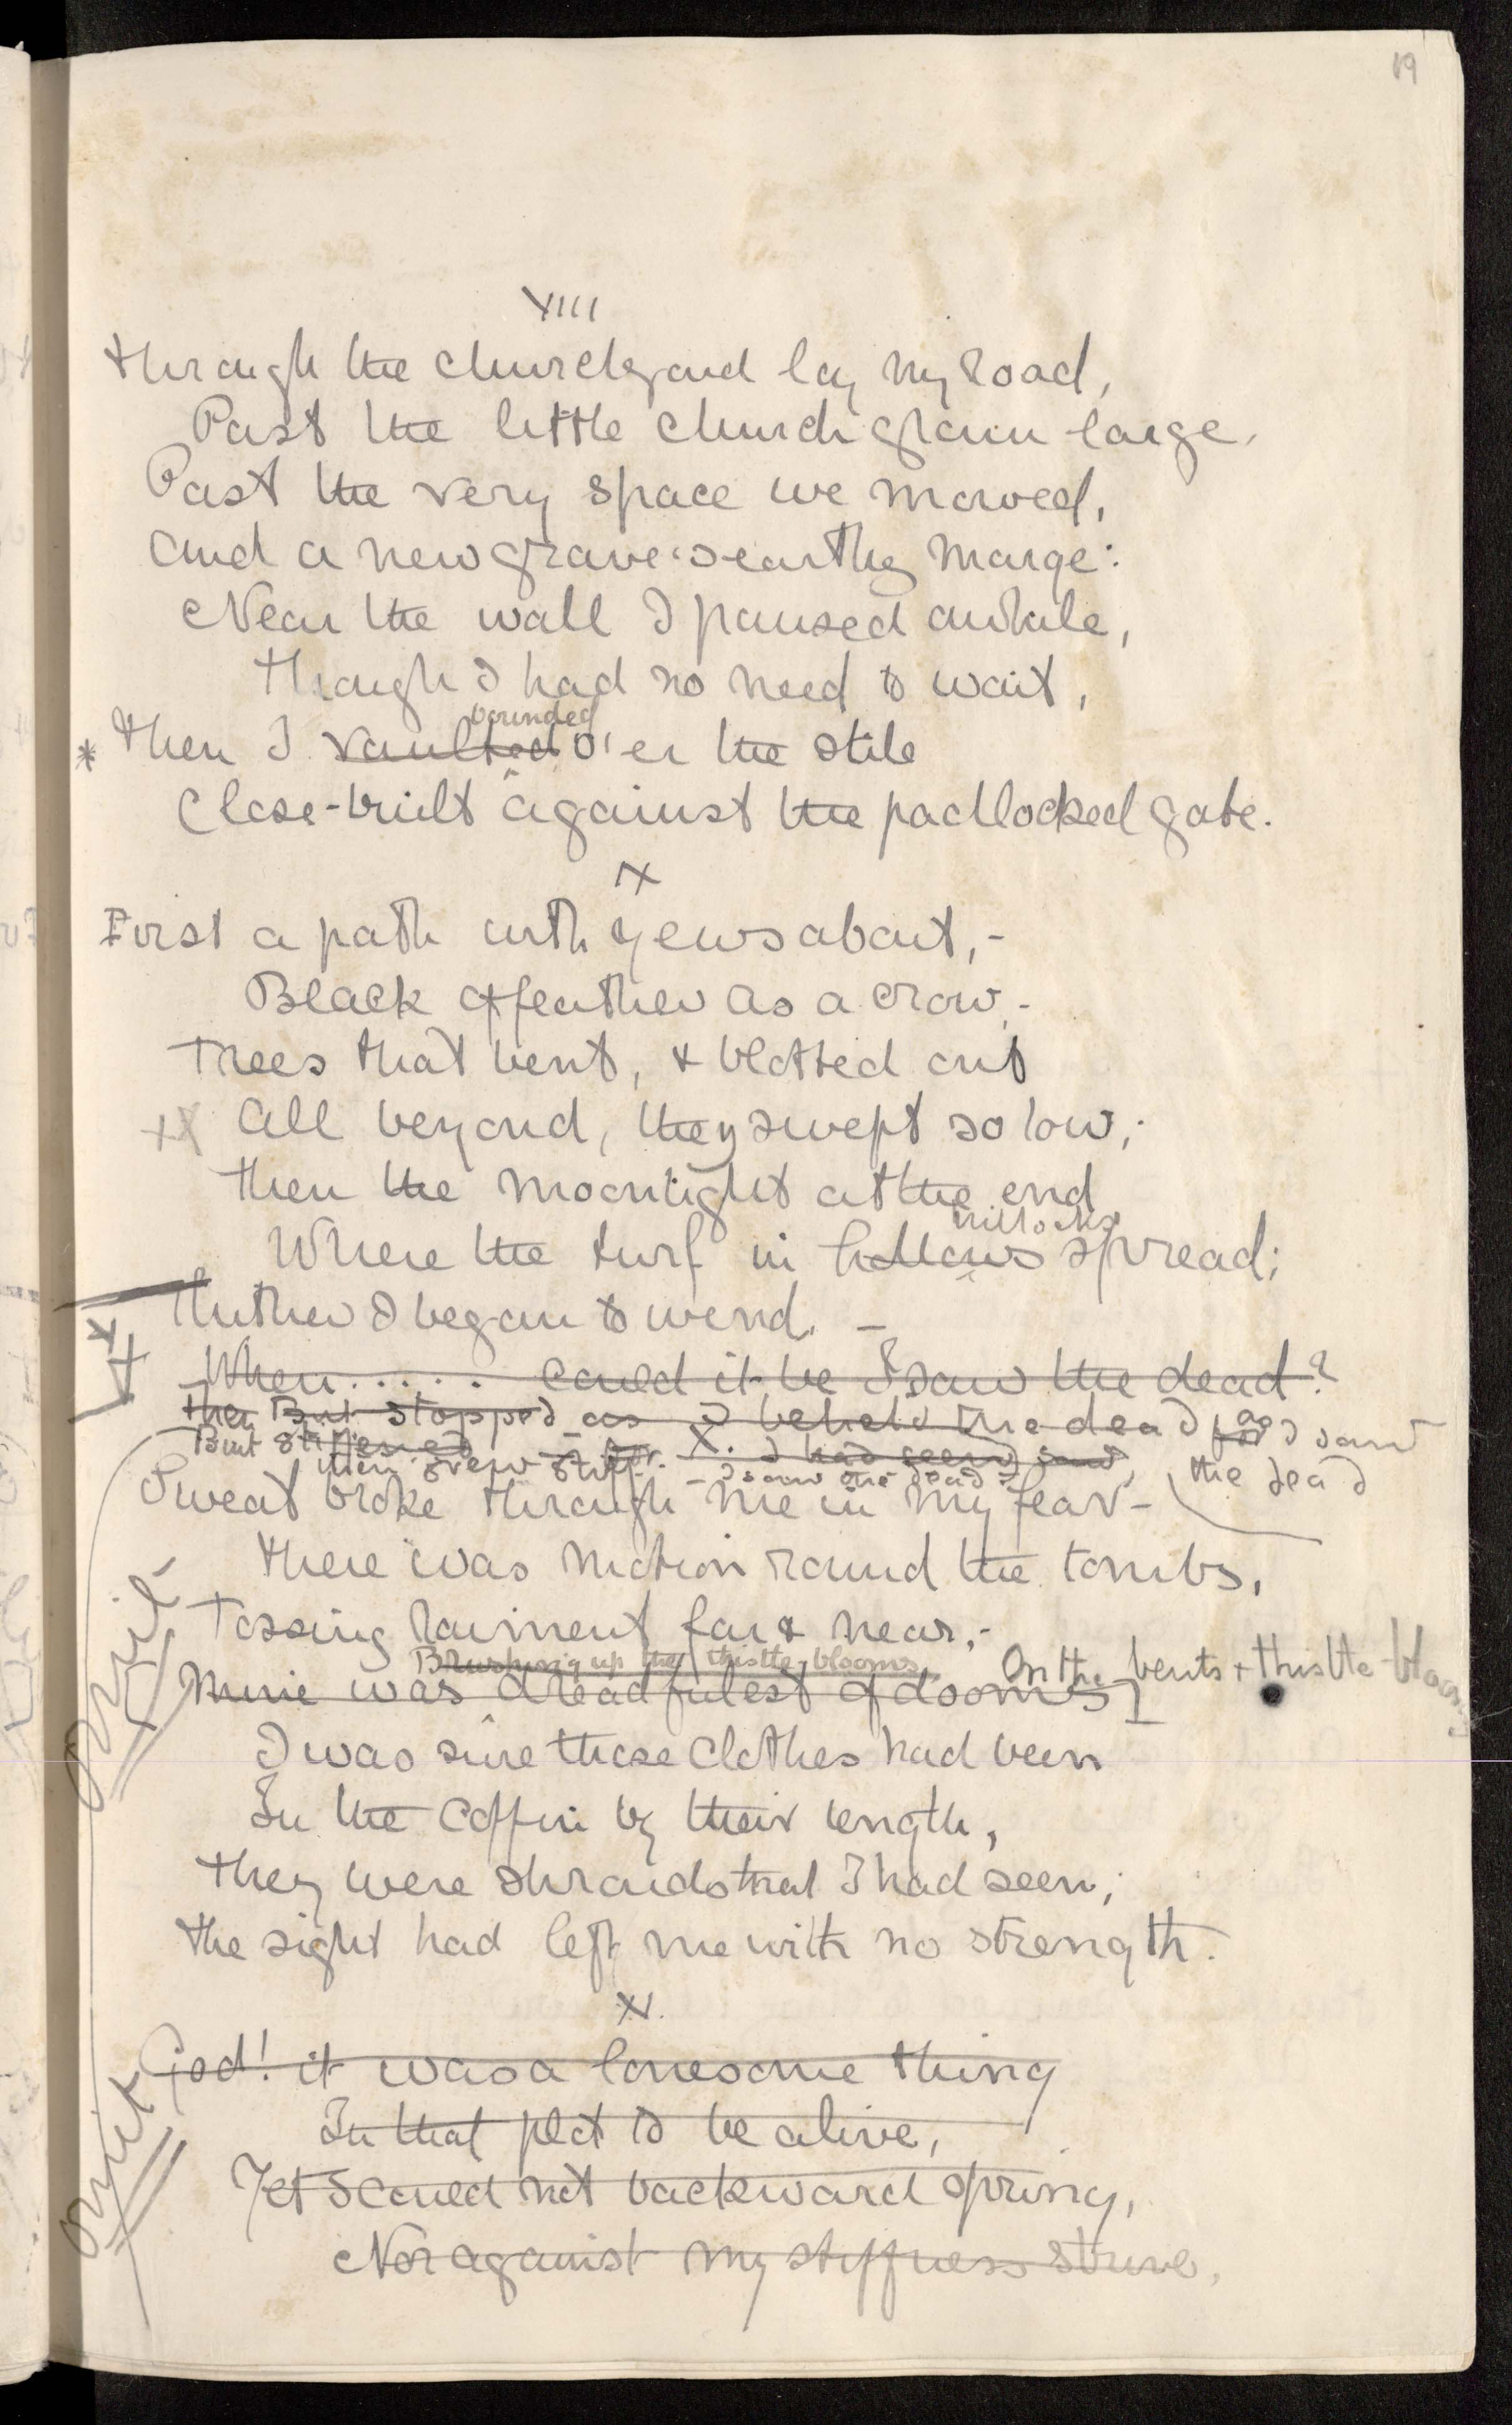 19
XIII
Through the churchyard lay my road,
Past the little church grown large,
Past the very space we mowed,
And a new grave's earthy marge:
Near the wall I paused awhile,
Though I had no need to wait,
bounded
* Then I vaulted o'er the stile
Close-built against the padlocked gate.
IX
First a path with yews about,-
Black of feather as a crow,-
Trees that bent, & blotted out
All beyond, they swept so low;
Then the moonlight at the end
hillocks
Where the turf in hollows spread;
Thither I began to wend. -
When..... could it be I saw the dead?
Then But stopped as I beheld the dead for as I saw
But stiffened X. I had seen saw, the dead
then grew stiff. - I saw the dead -
Sweat broke through me in my fear-
There was motion round the tombs,
Tossing raiment far & near,-
Brushing up the thistle-blooms On the bents & thistle-blooms
Mine was dreadfulest of dooms
I was sure those clothes had been
In the coffin by their length,
They were shrouds that I had seen;
The sight had left me with no strength.
omit
X.
God! it was a lonesome thing
In that plot to be alive,
Yet I could not backward spring,
Nor against my stiffness strive,
omit